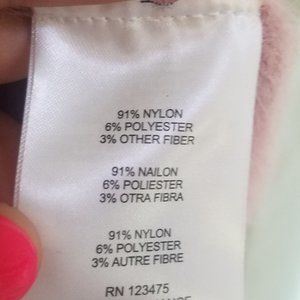 91% NYLON
6% POLYESTER
3% OTHER FIBER
91% NAILON
6% POLIESTER
3% OTRA FIBRA
91% NYLON
6% POLYESTER
3% AUTRE FIBRE
RN 123475